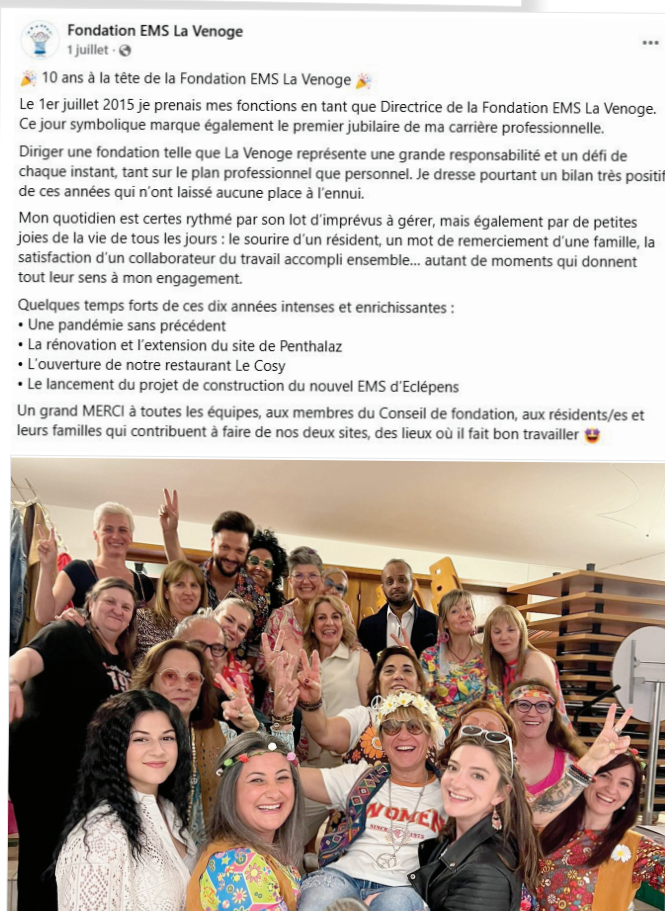 Fondation EMS La Venoge
1 juillet
10 ans à la tête de la Fondation EMS La Venoge
Le 1er juillet 2015 je prenais mes fonctions en tant que Directrice de la Fondation EMS La Venoge.
Ce jour symbolique marque également le premier jubilaire de ma carrière professionnelle.
Diriger une fondation telle que La Venoge représente une grande responsabilité et un défi de
chaque instant, tant sur le plan professionnel que personnel. Je dresse pourtant un bilan très positif
de ces années qui n'ont laissé aucune place à l'ennui.
Mon quotidien est certes rythmé par son lot d'imprévus à gérer, mais également par de petites
joies de la vie de tous les jours : le sourire d'un résident, un mot de remerciement d'une famille, la
satisfaction d'un collaborateur du travail accompli ensemble... autant de moments qui donnent
tout leur sens à mon engagement.
Quelques temps forts de ces dix années intenses et enrichissantes :
• Une pandémie sans précédent
• La rénovation et l'extension du site de Penthalaz
• L'ouverture de notre restaurant Le Cosy
• Le lancement du projet de construction du nouvel EMS d'Eclépens
Un grand MERCI à toutes les équipes, aux membres du Conseil de fondation, aux résidents/es et
leurs familles qui contribuent à faire de nos deux sites, des lieux où il fait bon travailler
WOMEN